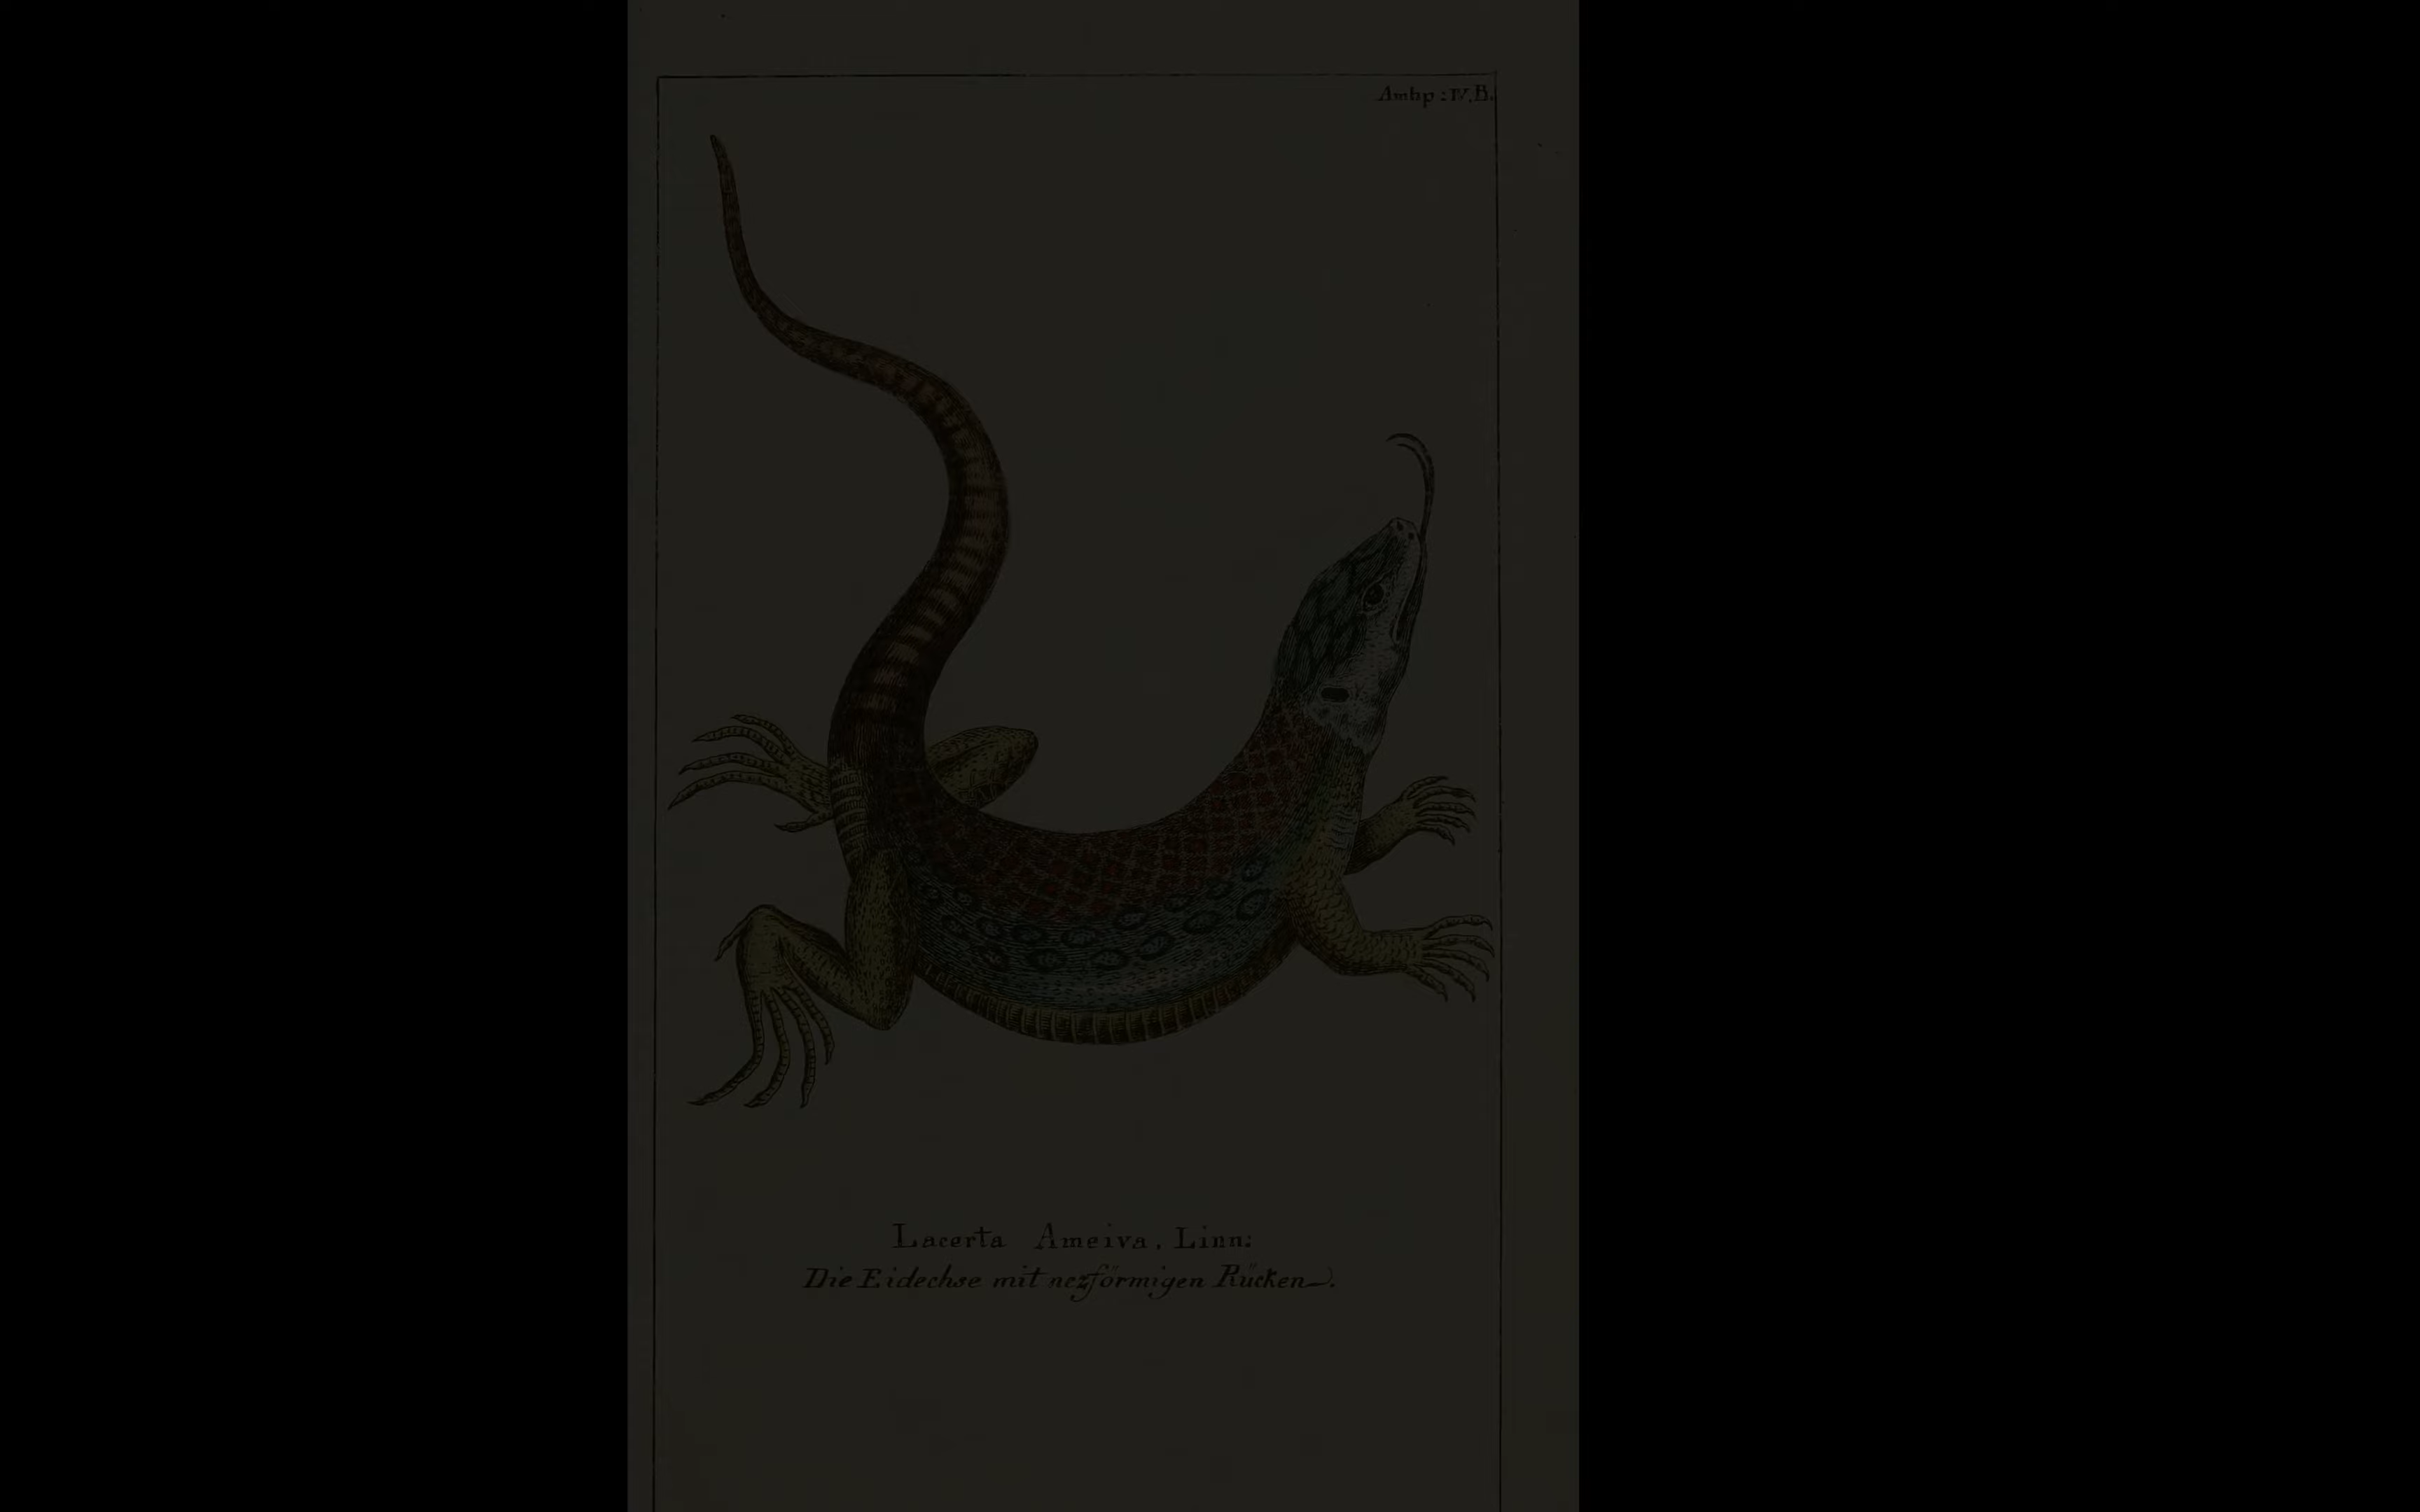 Amhp: IV. B.
Lacerta Ameiva, Linn:
Die Eidechse mit nezförmigen Rücken.